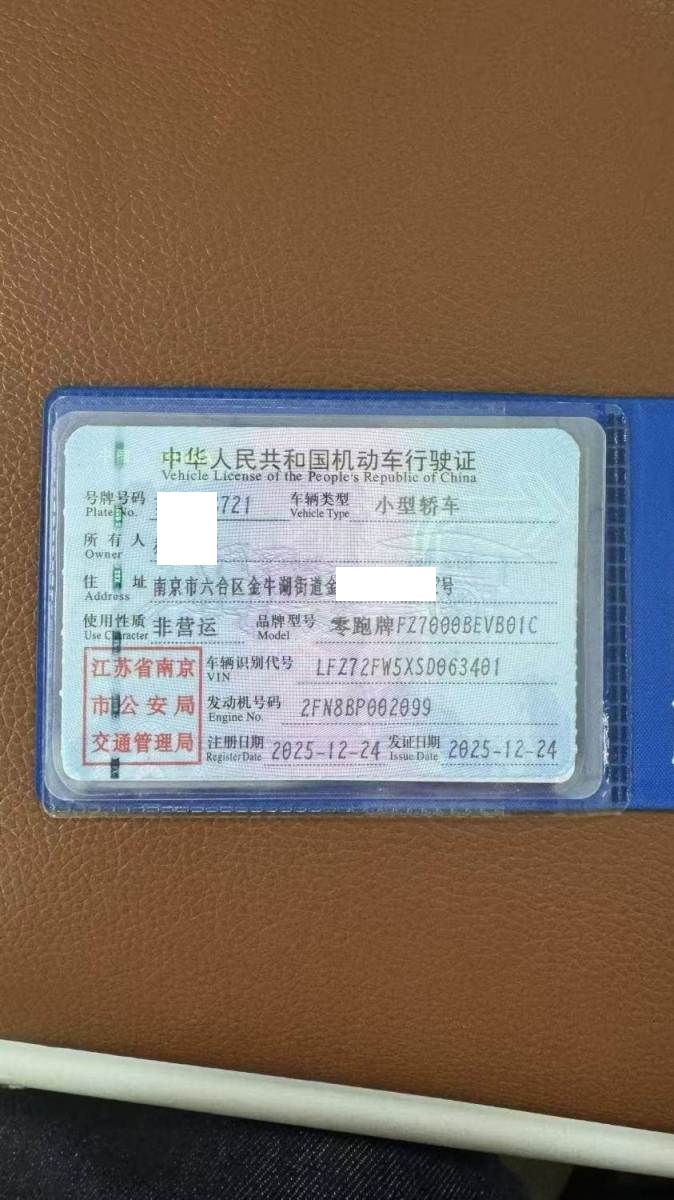 中华人民共和国机动车行驶证
Vehicle License of the People's Republic of China
号牌号码 721 车辆类型 小型轿车
Plate No. Vehicle Type
所有人
Owner
住址 南京市六合区金牛湖街道金 号
Address
使用性质 非营运 品牌型号 零跑牌FZ7000BEVB01C
Use Character Model
江苏省南京
市公安局
交通管理局
车辆识别代号 LFZ72FW5XSD063401
VIN
发动机号码 2FN8BP002099
Engine No.
注册日期 2025-12-24 发证日期 2025-12-24
Register Date Issue Date